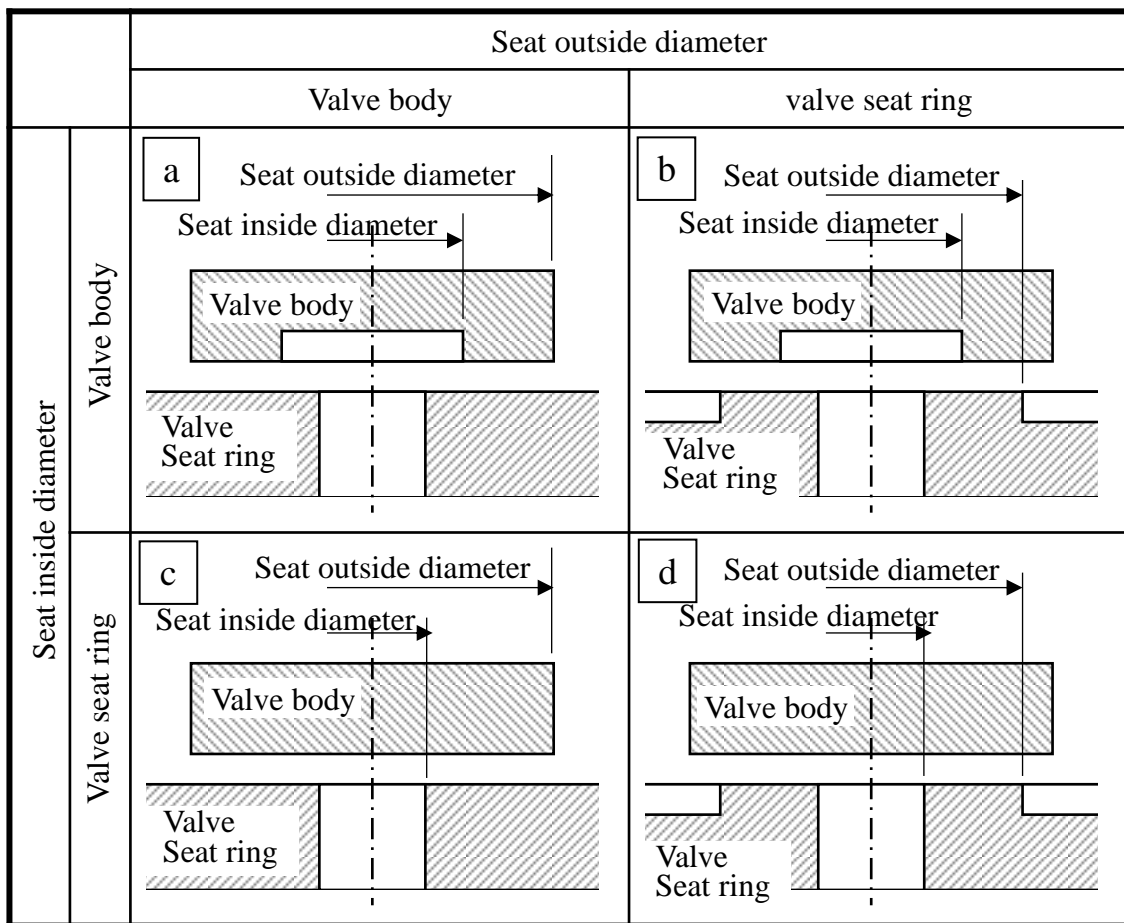 Seat outside diameter
Valve body
valve seat ring
Seat inside diameter
Valve body
a
Seat outside diameter
Seat inside diameter
Valve body
Valve
Seat ring
b
Seat outside diameter
Seat inside diameter
Valve body
Valve
Seat ring
Valve seat ring
c
Seat outside diameter
Seat inside diameter
Valve body
Valve
Seat ring
d
Seat outside diameter
Seat inside diameter
Valve body
Valve
Seat ring